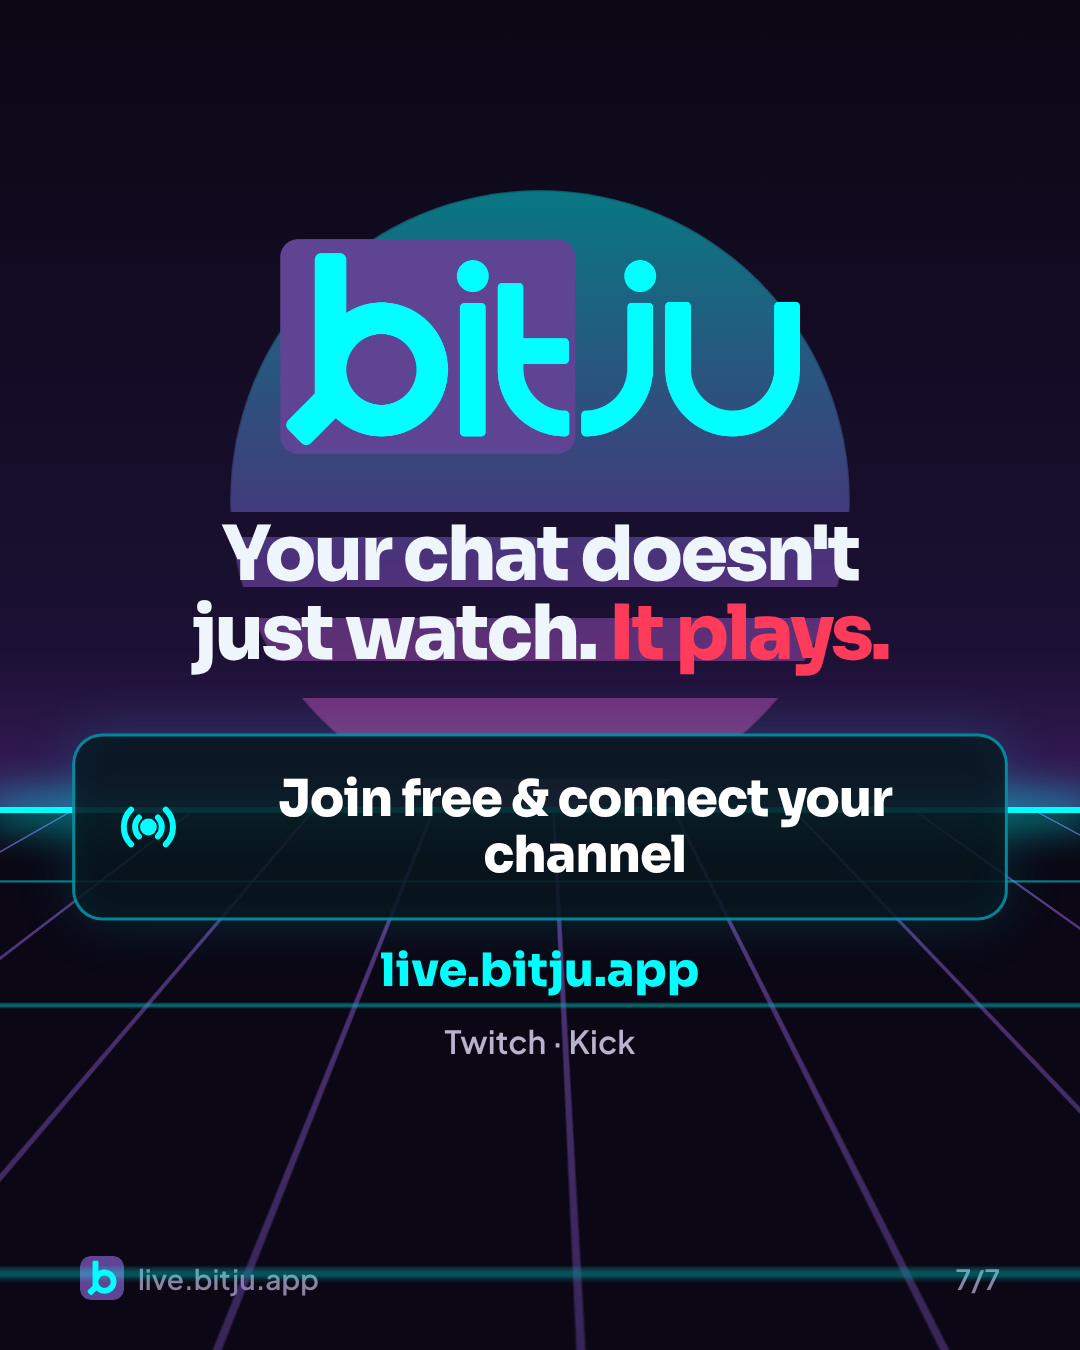 bitju
Your chat doesn't
just watch. It plays.
Join free & connect your
channel
live.bitju.app
Twitch · Kick
b live.bitju.app
7/7